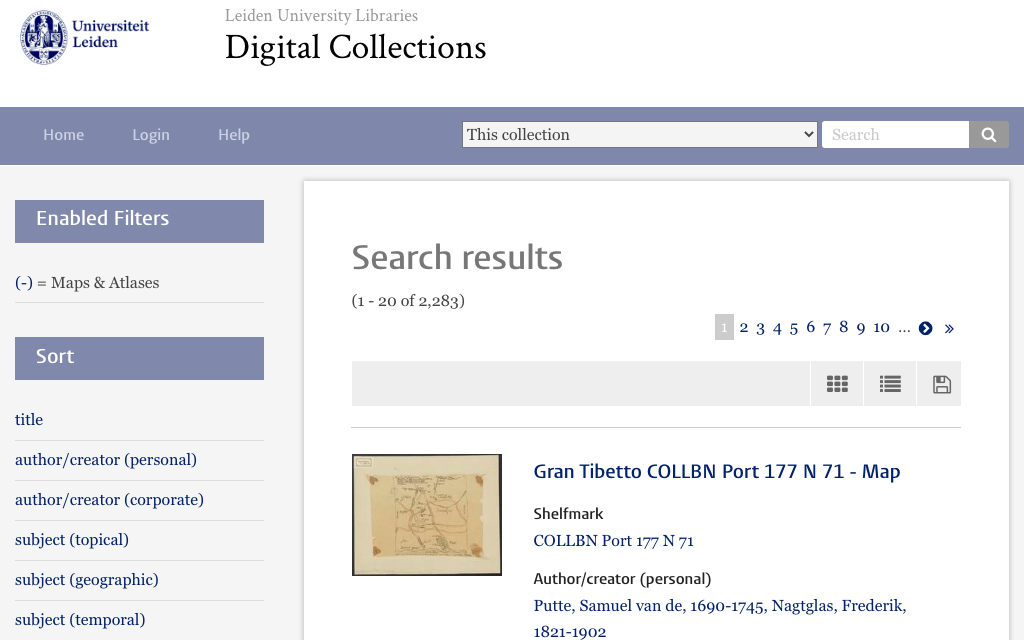 Universiteit
Leiden
Leiden University Libraries
Digital Collections
Home Login Help
This collection
Search
Enabled Filters
(-) = Maps & Atlases
Sort
title
author/creator (personal)
author/creator (corporate)
subject (topical)
subject (geographic)
subject (temporal)
Search results
(1 - 20 of 2,283)
1 2 3 4 5 6 7 8 9 10 … »
Gran Tibetto COLLBN Port 177 N 71 - Map
Shelfmark
COLLBN Port 177 N 71
Author/creator (personal)
Putte, Samuel van de, 1690-1745, Nagtglas, Frederik,
1821-1902